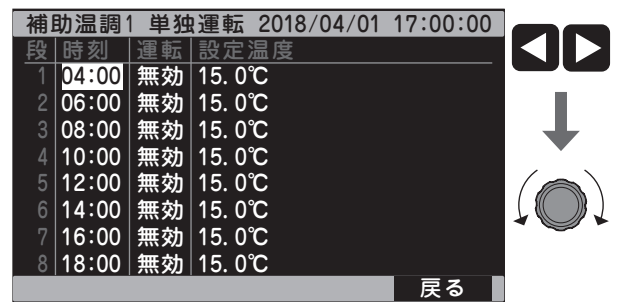 補助温調1 単独運転 2018/04/01 17:00:00
段 時刻 運転 設定温度
1 04:00 無効 15.0℃
2 06:00 無効 15.0℃
3 08:00 無効 15.0℃
4 10:00 無効 15.0℃
5 12:00 無効 15.0℃
6 14:00 無効 15.0℃
7 16:00 無効 15.0℃
8 18:00 無効 15.0℃
戻る